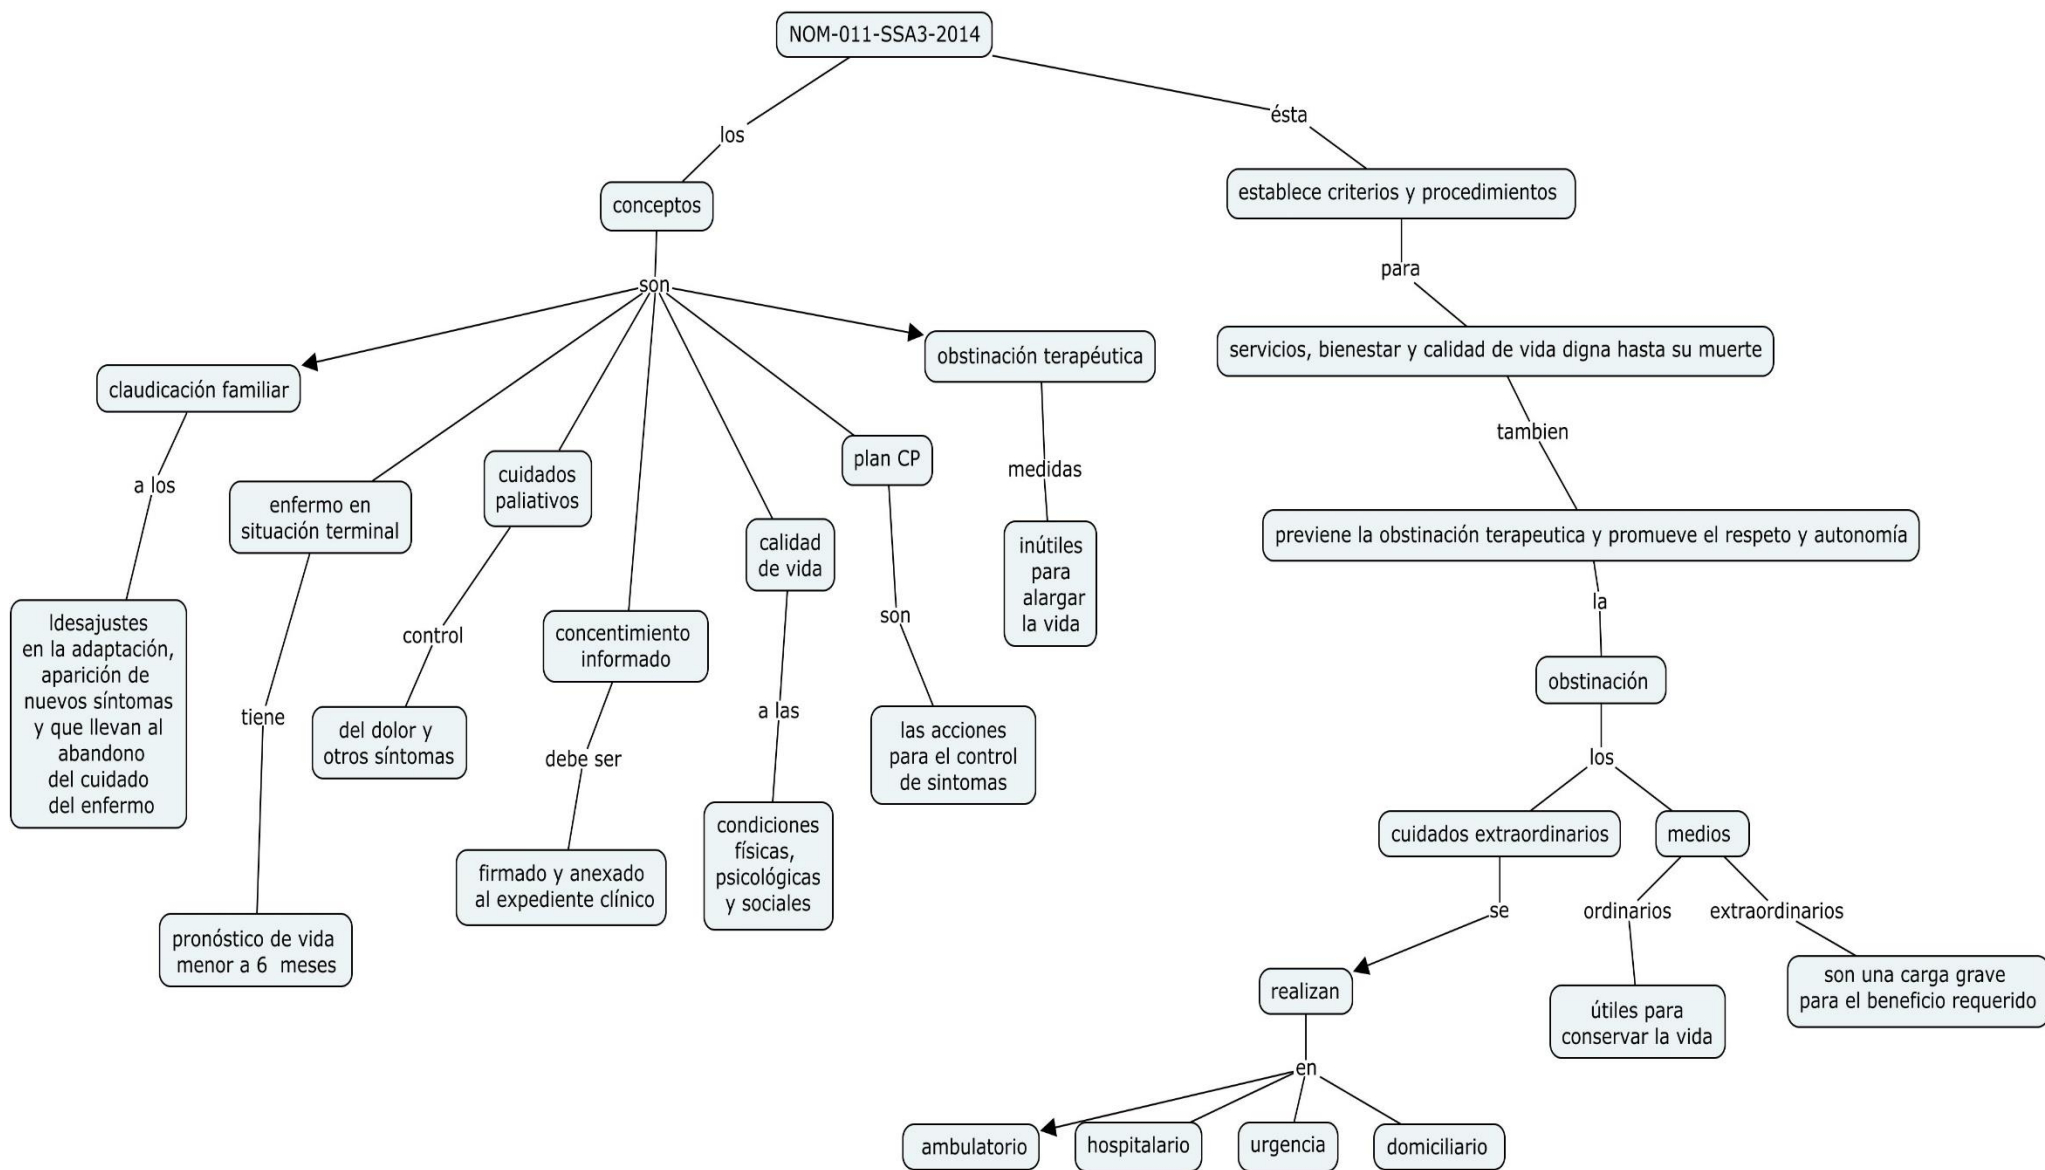 NOM-011-SSA3-2014
los
ésta
conceptos
establece criterios y procedimientos
son
para
claudicación familiar
obstinación terapéutica
servicios, bienestar y calidad de vida digna hasta su muerte
a los
enfermo en
situación terminal
cuidados
paliativos
plan CP
medidas
tambien
calidad
de vida
inútiles
para
alargar
la vida
previene la obstinación terapeutica y promueve el respeto y autonomía
Idesajustes
en la adaptación,
aparición de
nuevos síntomas
y que llevan al
abandono
del cuidado
del enfermo
control
concentimiento
informado
son
la
tiene
del dolor y
otros síntomas
a las
las acciones
para el control
de sintomas
obstinación
debe ser
los
firmado y anexado
al expediente clínico
condiciones
físicas,
psicológicas
y sociales
cuidados extraordinarios
medios
pronóstico de vida
menor a 6 meses
se
ordinarios
extraordinarios
realizan
útiles para
conservar la vida
son una carga grave
para el beneficio requerido
en
ambulatorio
hospitalario
urgencia
domiciliario